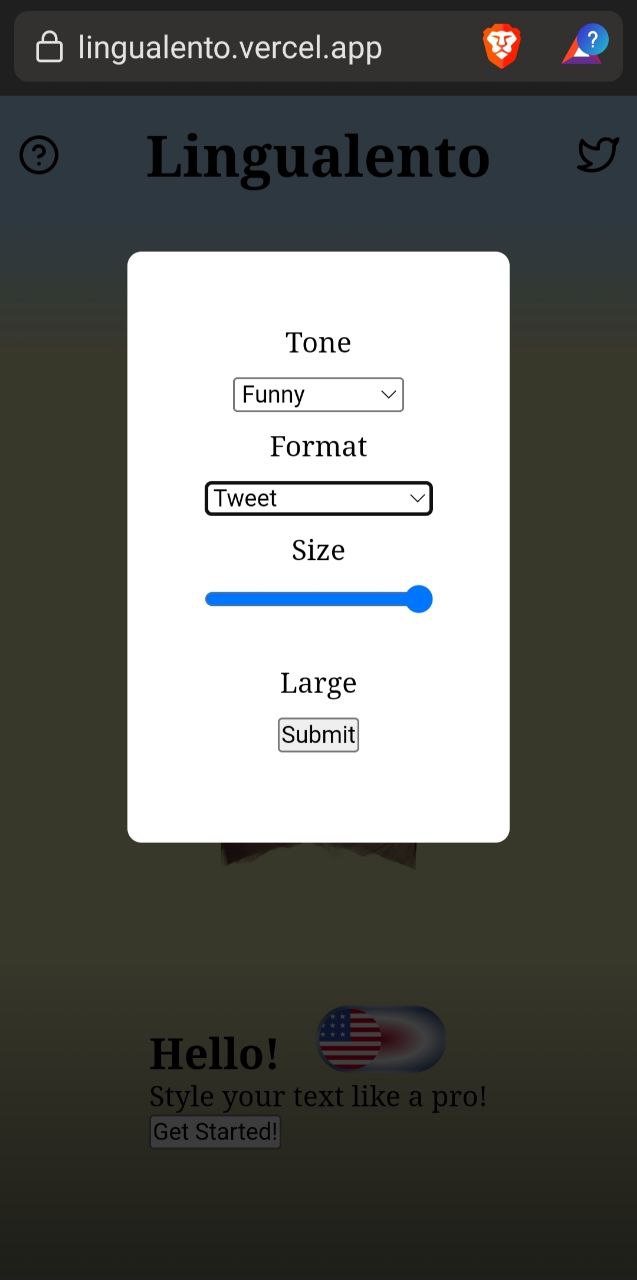 lingualento.vercel.app
?
?
Lingualento
Tone
Funny
Format
Tweet
Size
Large
Submit
Hello!
Style your text like a pro!
Get Started!